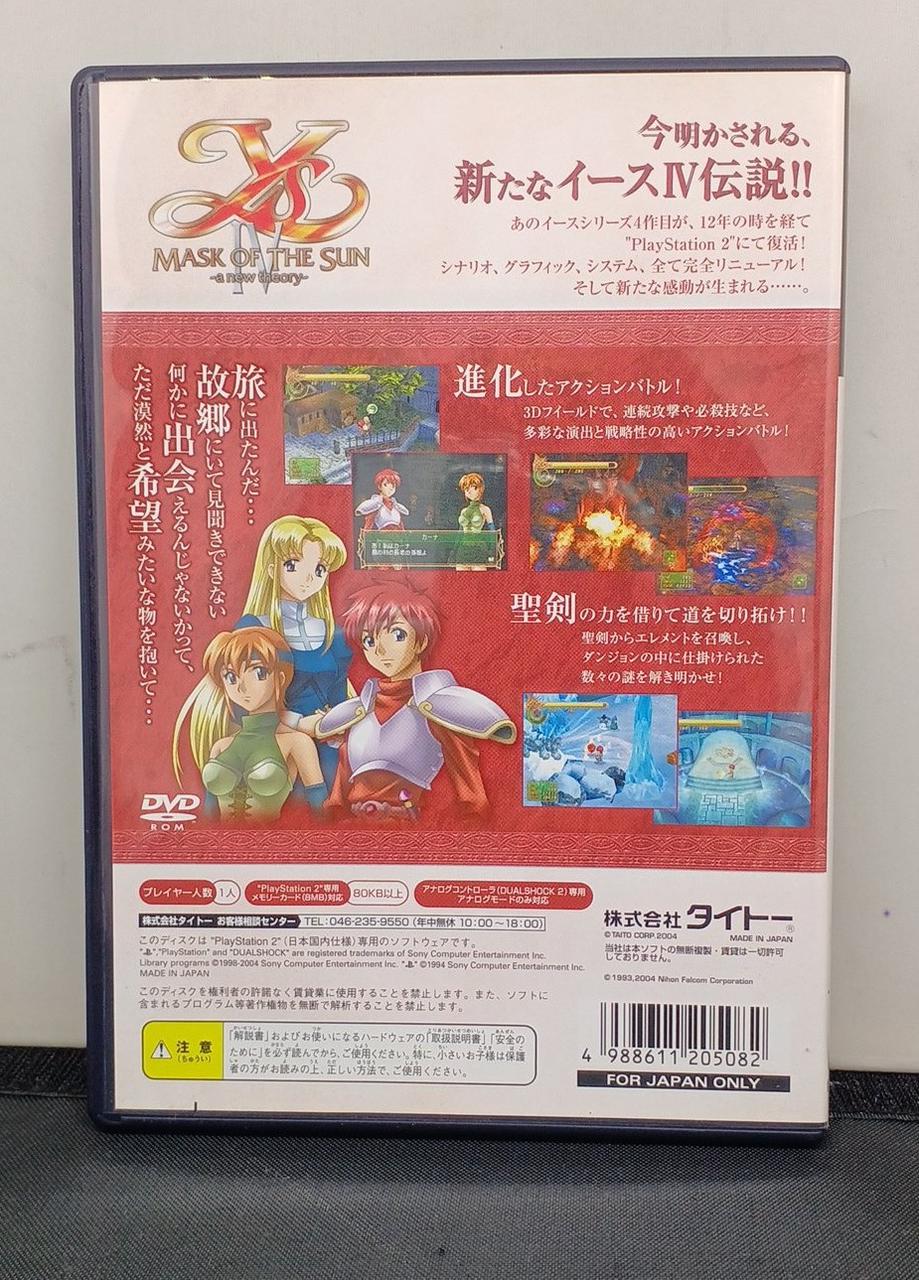 Ys
IV
MASK OF THE SUN
-a new theory-
今明かされる、
新たなイースⅣ伝説!!
あのイースシリーズ4作目が、12年の時を経て
"PlayStation 2"にて復活!
シナリオ、グラフィック、システム、全て完全リニューアル!
そして新たな感動が生まれる……。
旅に出たんだ…
故郷にいて見聞きできない
何かに出会えるんじゃないかって、
ただ漠然と希望みたいな物を抱いて…
進化したアクションバトル!
3Dフィールドで、連続攻撃や必殺技など、
多彩な演出と戦略性の高いアクションバトル!
カーナ
聖剣の力を借りて道を切り拓け!!
聖剣からエレメントを召喚し、
ダンジョンの中に仕掛けられた
数々の謎を解き明かせ!
DVD
ROM
プレイヤー人数 1人
"PlayStation 2"専用
メモリーカード(8MB)対応 80KB以上
アナログコントローラ(DUALSHOCK 2)専用
アナログモードのみ対応
株式会社タイトー お客様相談センター TEL:046-235-9550 (年中無休 10:00〜18:00)
このディスクは "PlayStation 2" (日本国内仕様) 専用のソフトウェアです。
"PlayStation" and "DUALSHOCK" are registered trademarks of Sony Computer Entertainment Inc.
Library programs ©1998-2004 Sony Computer Entertainment Inc. ©1994 Sony Computer Entertainment Inc.
MADE IN JAPAN
このディスクを権利者の許諾なく賃貸業に使用することを禁止します。また、ソフトに
含まれるプログラム等著作権物を無断で解析することを禁止します。
株式会社タイトー®
©TAITO CORP.2004 MADE IN JAPAN
当社は本ソフトの無断複製・賃貸は一切許可
しておりません。
©1993,2004 Nihon Falcom Corporation
注意
(ちゅうい)
「解説書」およびお使いになるハードウェアの「取扱説明書」「安全の
ために」を必ず読んでから、ご使用ください。特に、小さいお子様は保護
者の方がお読みの上、正しい方法で、ご使用ください。
4 988611 205082
FOR JAPAN ONLY